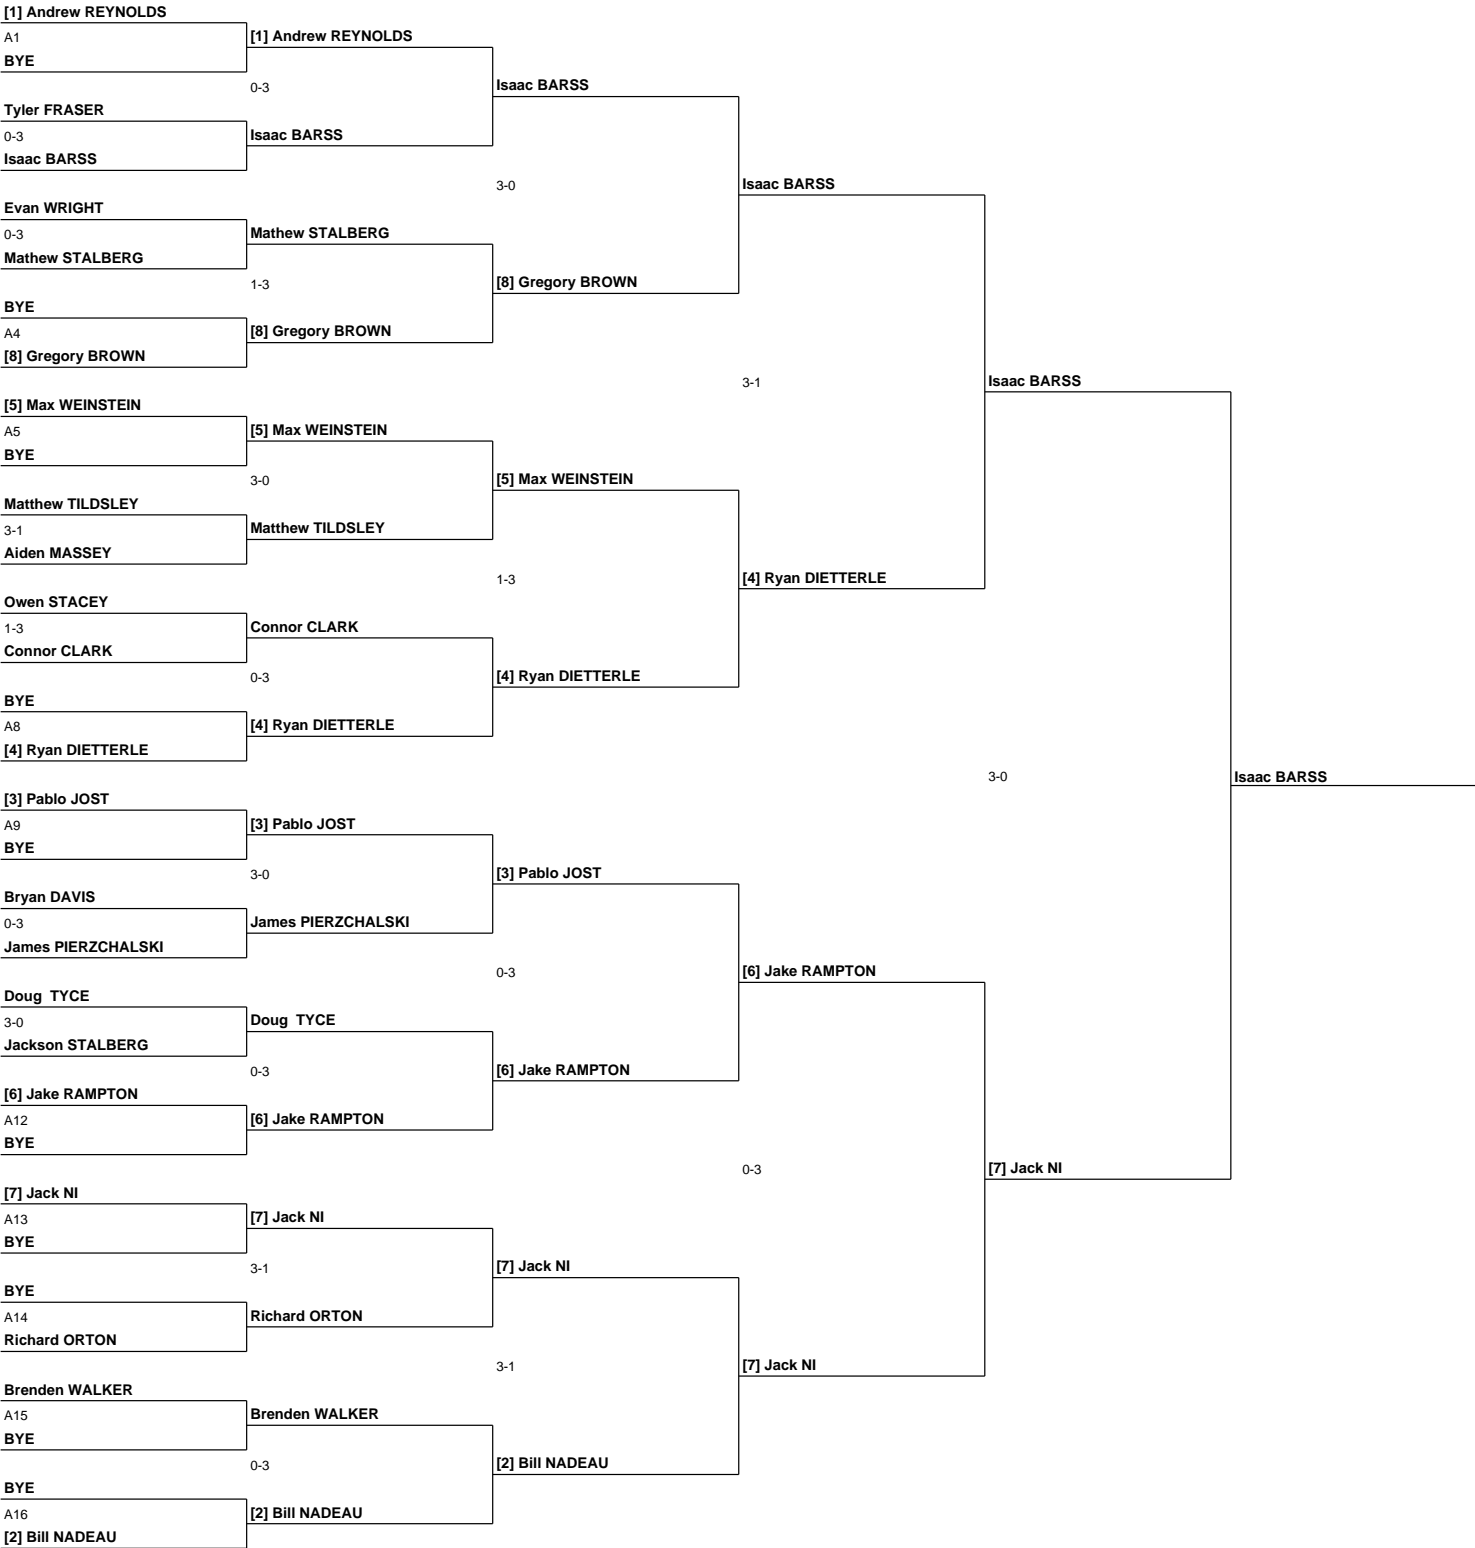 [1] Andrew REYNOLDS
A1
BYE
Tyler FRASER
0-3
Isaac BARSS
Evan WRIGHT
0-3
Mathew STALBERG
BYE
A4
[8] Gregory BROWN
[5] Max WEINSTEIN
A5
BYE
Matthew TILDSLEY
3-1
Aiden MASSEY
Owen STACEY
1-3
Connor CLARK
BYE
A8
[4] Ryan DIETTERLE
[3] Pablo JOST
A9
BYE
Bryan DAVIS
0-3
James PIERZCHALSKI
Doug  TYCE
3-0
Jackson STALBERG
[6] Jake RAMPTON
A12
BYE
[7] Jack NI
A13
BYE
BYE
A14
Richard ORTON
Brenden WALKER
A15
BYE
BYE
A16
[2] Bill NADEAU
[1] Andrew REYNOLDS
0-3
Isaac BARSS
Mathew STALBERG
1-3
[8] Gregory BROWN
[5] Max WEINSTEIN
3-0
Matthew TILDSLEY
Connor CLARK
0-3
[4] Ryan DIETTERLE
[3] Pablo JOST
3-0
James PIERZCHALSKI
Doug  TYCE
0-3
[6] Jake RAMPTON
[7] Jack NI
3-1
Richard ORTON
Brenden WALKER
0-3
[2] Bill NADEAU
Isaac BARSS
3-0
[8] Gregory BROWN
[5] Max WEINSTEIN
1-3
[4] Ryan DIETTERLE
[3] Pablo JOST
0-3
[6] Jake RAMPTON
[7] Jack NI
3-1
[2] Bill NADEAU
Isaac BARSS
3-1
[4] Ryan DIETTERLE
[6] Jake RAMPTON
0-3
[7] Jack NI
Isaac BARSS
3-0
[7] Jack NI
Isaac BARSS